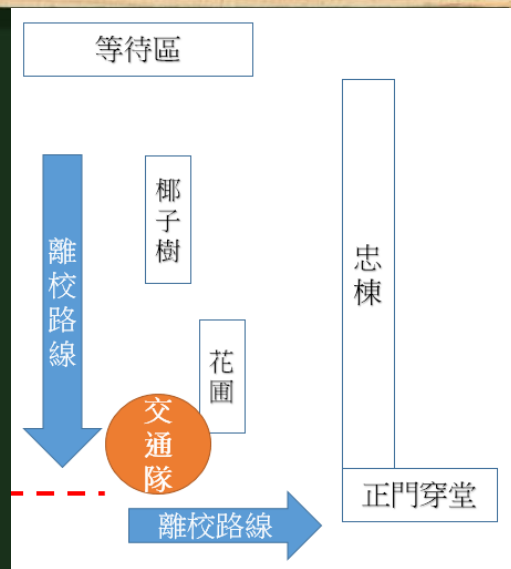 等待區
椰子樹
忠棟
離校路線
花圃
交通隊
正門穿堂
離校路線